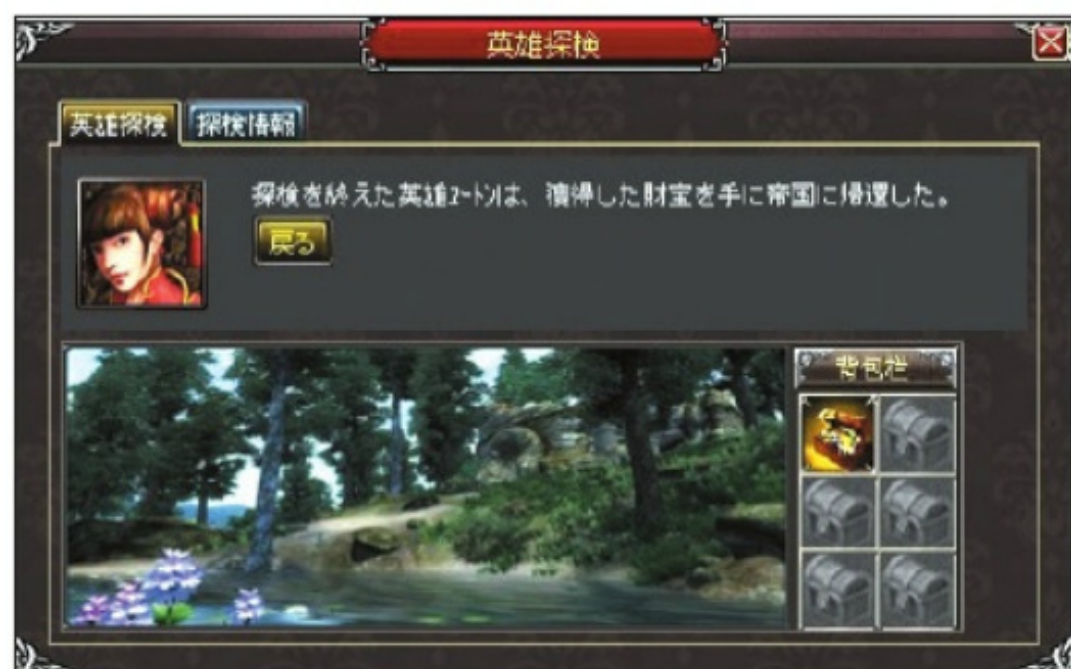 英雄探検
英雄探検 探検情報
探検を終えた英雄ユートンは、獲得した財宝を手に帝国に帰還した。
戻る
背包栏